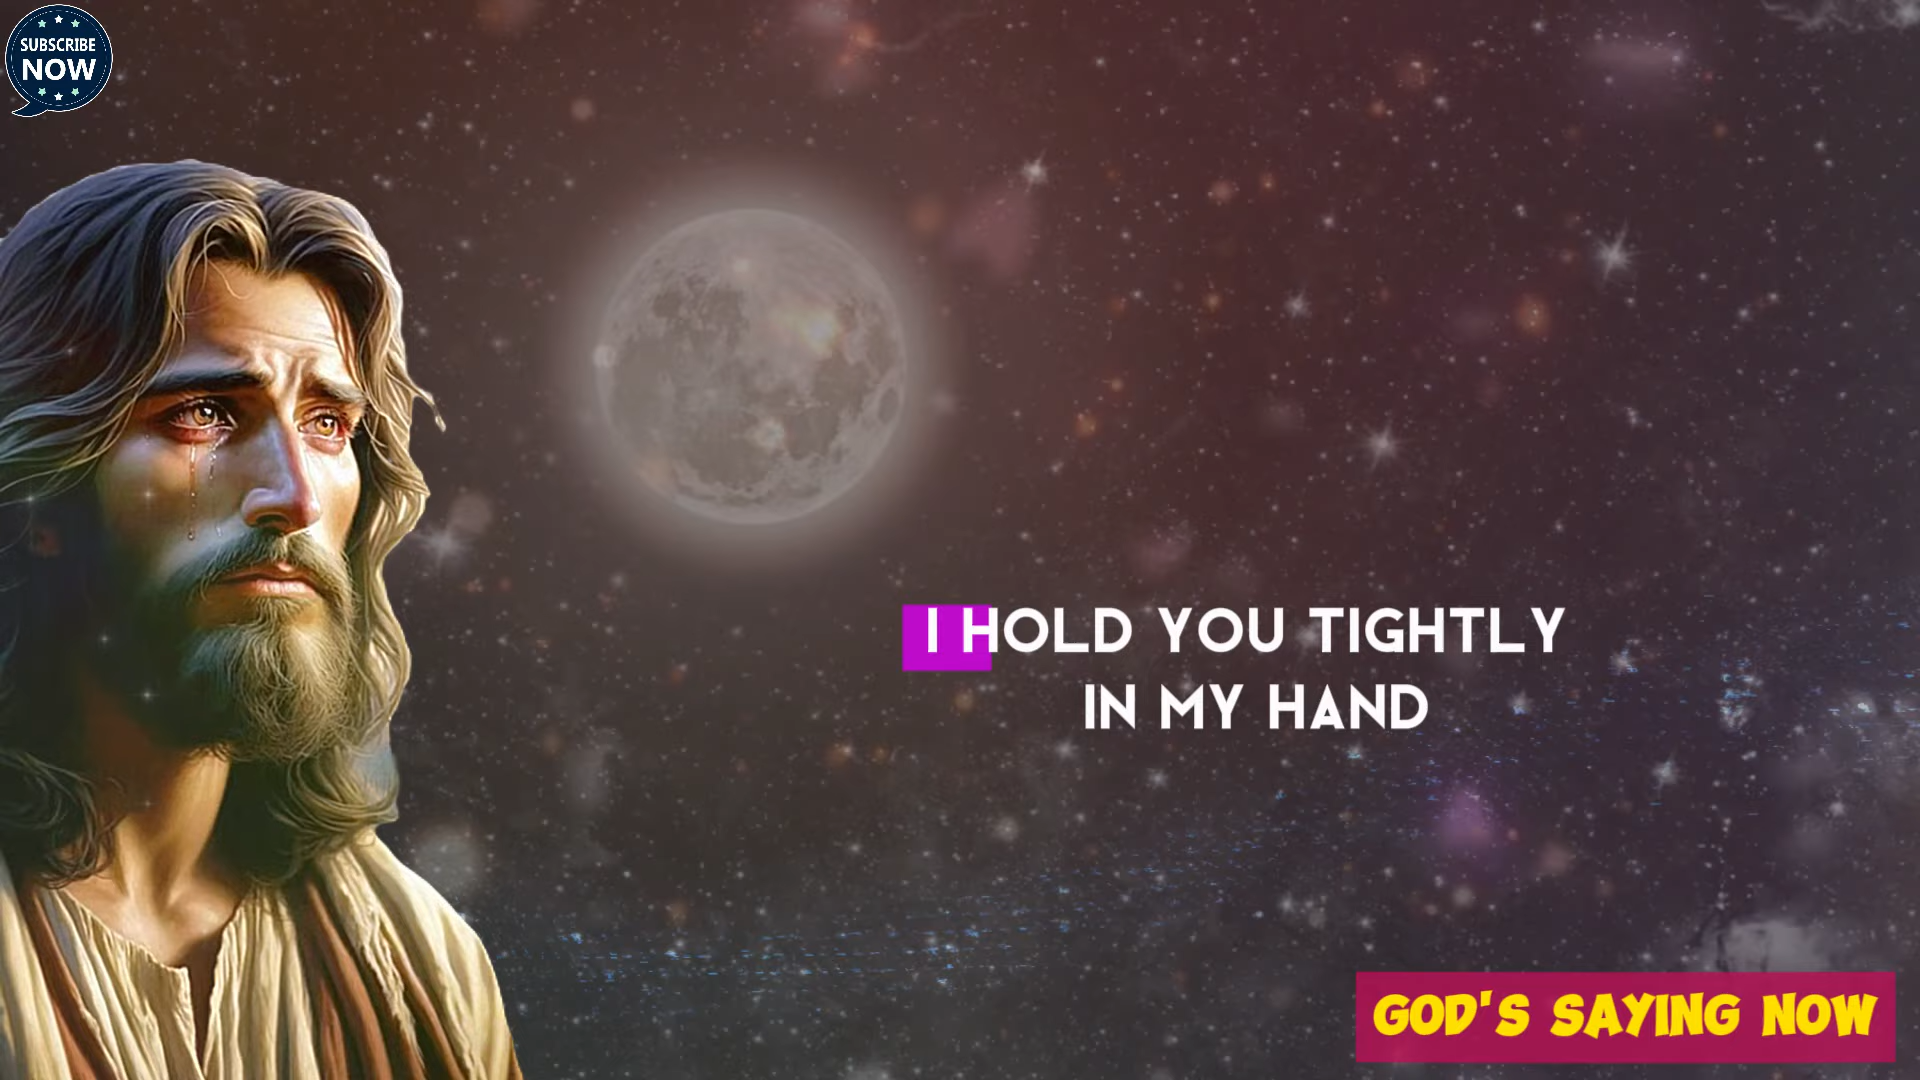 SUBSCRIBE
NOW
I HOLD YOU TIGHTLY
IN MY HAND
GOD'S SAYING NOW